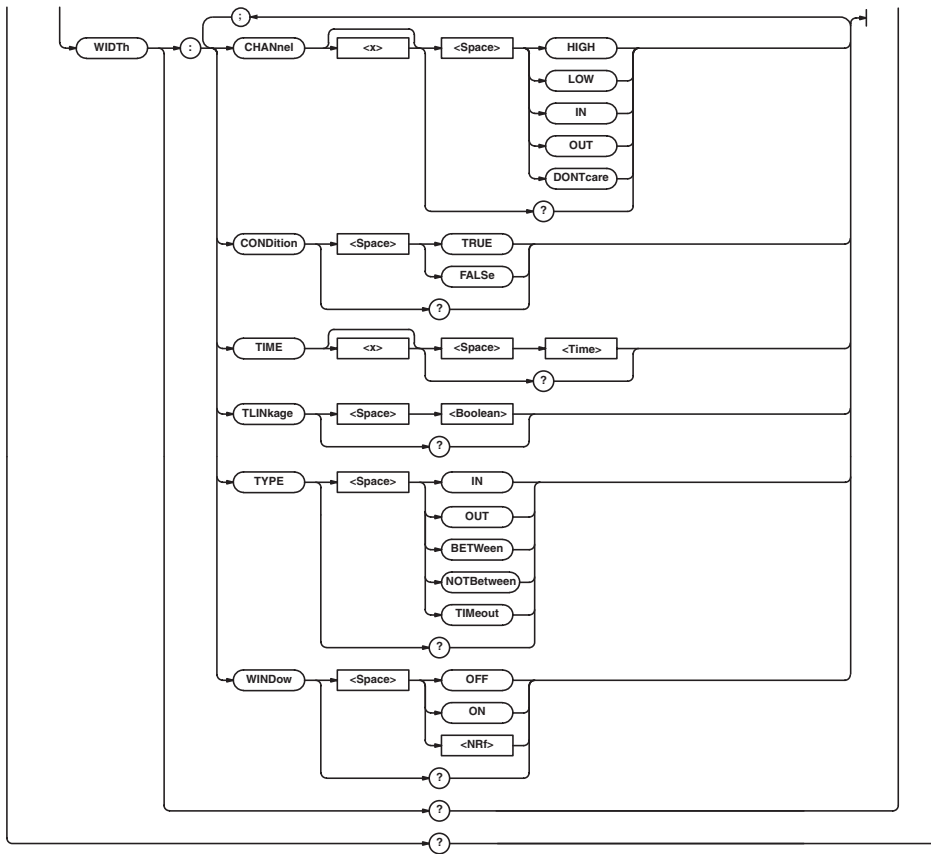 ;
WIDTh : CHANnel <x> <Space> HIGH
LOW
IN
OUT
DONTcare
?
CONDition <Space> TRUE
FALSe
?
TIME <x> <Space> <Time>
?
TLINkage <Space> <Boolean>
?
TYPE <Space> IN
OUT
BETWeen
NOTBetween
TIMeout
?
WINDow <Space> OFF
ON
<NRf>
?
?
?